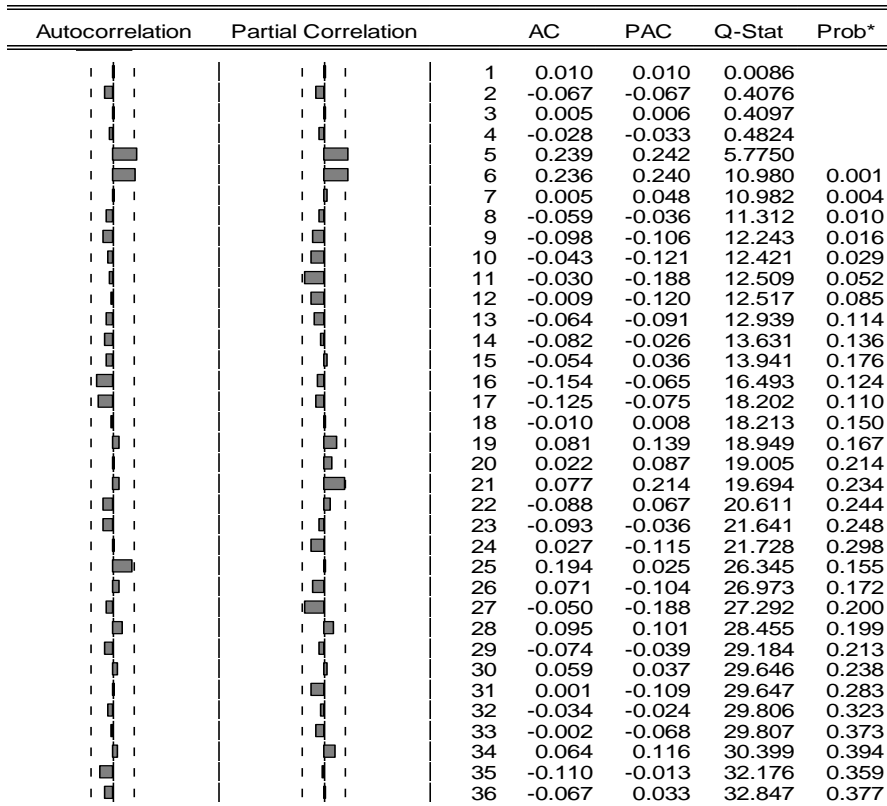 Autocorrelation Partial Correlation AC PAC Q-Stat Prob*
1 0.010 0.010 0.0086
2 -0.067 -0.067 0.4076
3 0.005 0.006 0.4097
4 -0.028 -0.033 0.4824
5 0.239 0.242 5.7750
6 0.236 0.240 10.980 0.001
7 0.005 0.048 10.982 0.004
8 -0.059 -0.036 11.312 0.010
9 -0.098 -0.106 12.243 0.016
10 -0.043 -0.121 12.421 0.029
11 -0.030 -0.188 12.509 0.052
12 -0.009 -0.120 12.517 0.085
13 -0.064 -0.091 12.939 0.114
14 -0.082 -0.026 13.631 0.136
15 -0.054 0.036 13.941 0.176
16 -0.154 -0.065 16.493 0.124
17 -0.125 -0.075 18.202 0.110
18 -0.010 0.008 18.213 0.150
19 0.081 0.139 18.949 0.167
20 0.022 0.087 19.005 0.214
21 0.077 0.214 19.694 0.234
22 -0.088 0.067 20.611 0.244
23 -0.093 -0.036 21.641 0.248
24 0.027 -0.115 21.728 0.298
25 0.194 0.025 26.345 0.155
26 0.071 -0.104 26.973 0.172
27 -0.050 -0.188 27.292 0.200
28 0.095 0.101 28.455 0.199
29 -0.074 -0.039 29.184 0.213
30 0.059 0.037 29.646 0.238
31 0.001 -0.109 29.647 0.283
32 -0.034 -0.024 29.806 0.323
33 -0.002 -0.068 29.807 0.373
34 0.064 0.116 30.399 0.394
35 -0.110 -0.013 32.176 0.359
36 -0.067 0.033 32.847 0.377